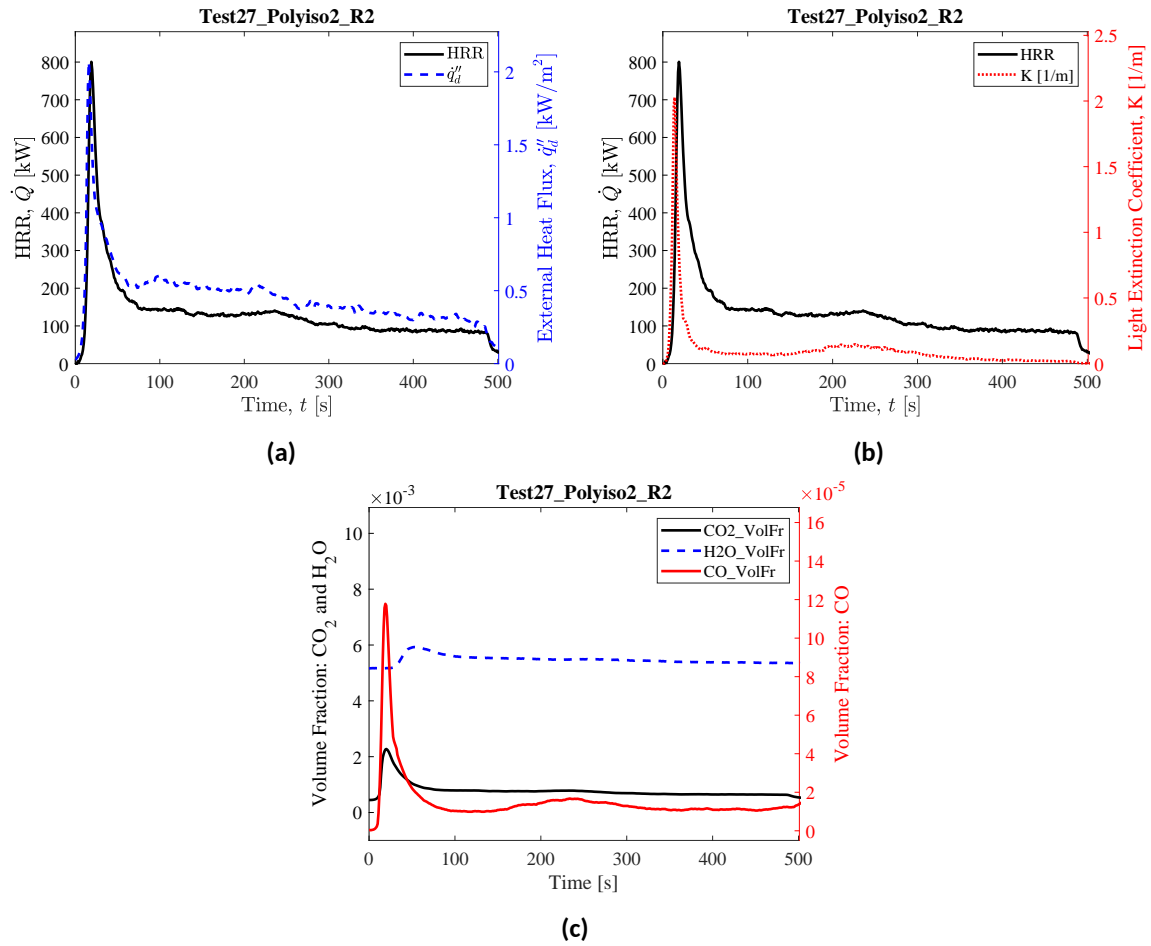 Test27_Polyiso2_R2
HRR
q̇″_d
HRR, Q̇ [kW]
0
100
200
300
400
500
600
700
800
External Heat Flux, q̇″_d [kW/m²]
0
0.5
1
1.5
2
0 100 200 300 400 500
Time, t [s]
(a)
Test27_Polyiso2_R2
HRR
K [1/m]
HRR, Q̇ [kW]
0
100
200
300
400
500
600
700
800
Light Extinction Coefficient, K [1/m]
0
0.5
1
1.5
2
2.5
0 100 200 300 400 500
Time, t [s]
(b)
Test27_Polyiso2_R2
×10⁻³
×10⁻⁵
CO2_VolFr
H2O_VolFr
CO_VolFr
Volume Fraction: CO₂ and H₂O
0
2
4
6
8
10
Volume Fraction: CO
0
2
4
6
8
10
12
14
16
0 100 200 300 400 500
Time [s]
(c)